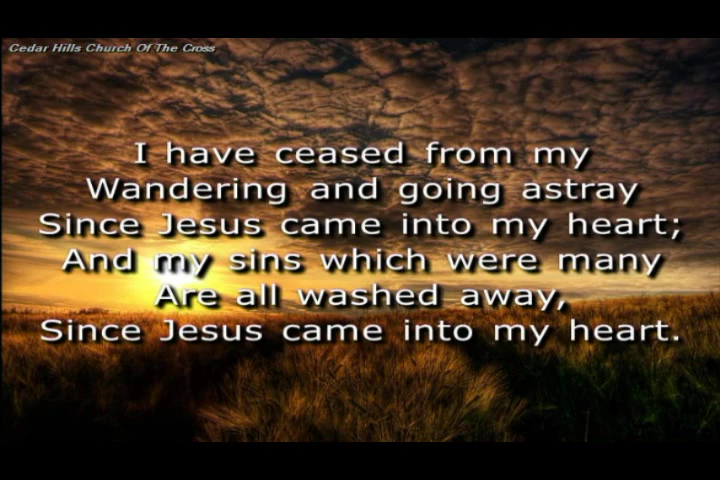 Cedar Hills Church Of The Cross
I have ceased from my
Wandering and going astray
Since Jesus came into my heart;
And my sins which were many
Are all washed away,
Since Jesus came into my heart.